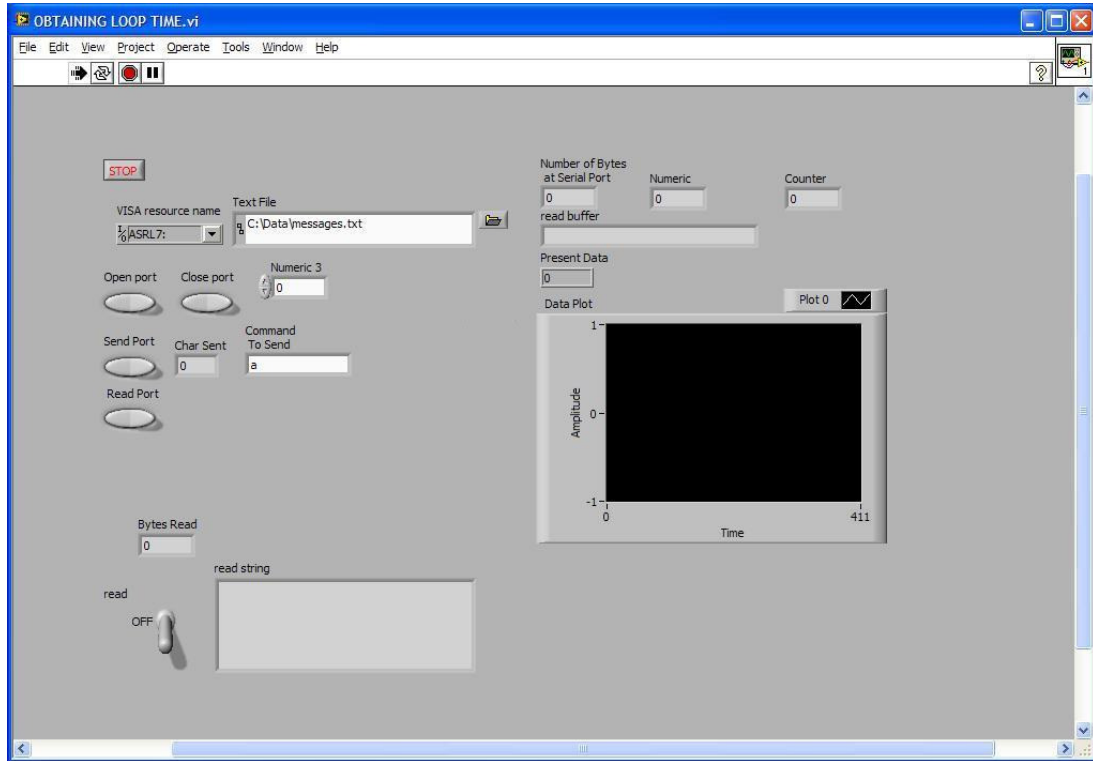 OBTAINING LOOP TIME.vi
File Edit View Project Operate Tools Window Help
?
1
STOP
VISA resource name
I/O ASRL7:
Text File
C:\Data\messages.txt
Open port
Close port
Numeric 3
0
Send Port
Char Sent
0
Command
To Send
a
Read Port
Bytes Read
0
read string
read
OFF
Number of Bytes
at Serial Port
0
Numeric
0
Counter
0
read buffer
Present Data
0
Data Plot
Plot 0
1
0
-1
Amplitude
0
411
Time